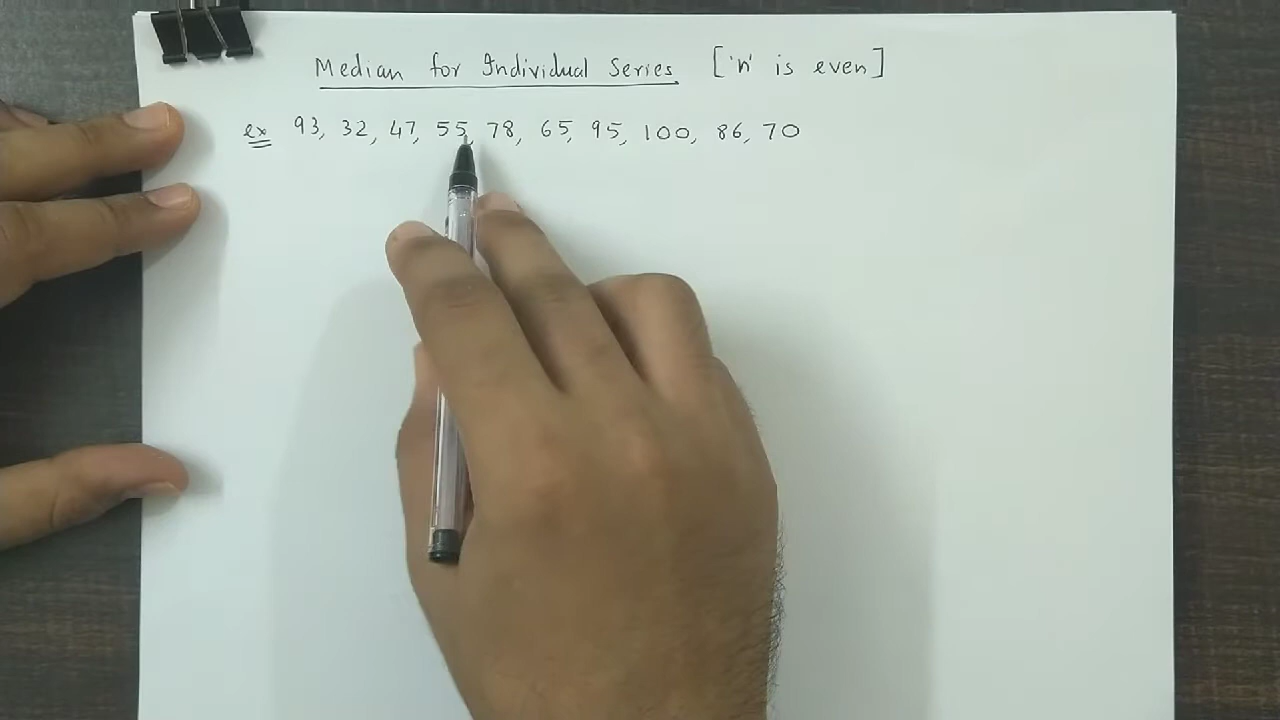 Median for Individual Series ['n' is even]
ex 93, 32, 47, 55, 78, 65, 95, 100, 86, 70